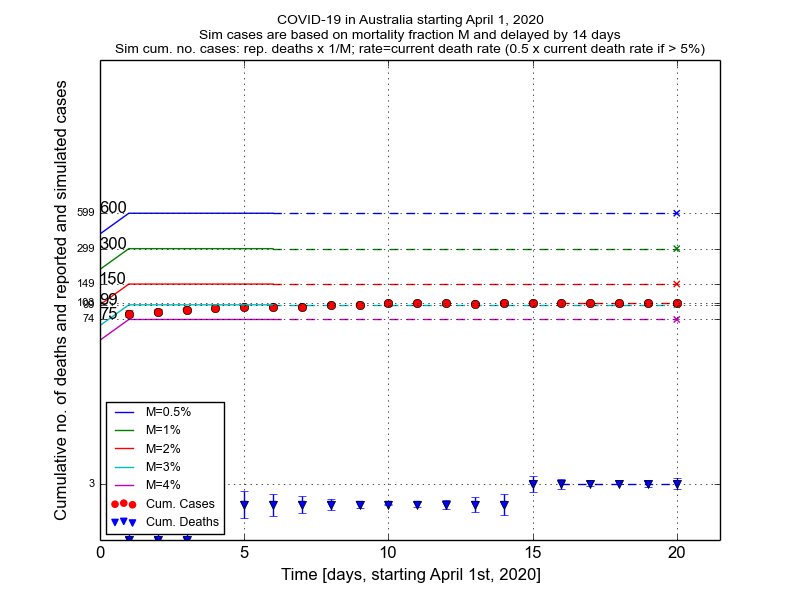 COVID-19 in Australia starting April 1, 2020
Sim cases are based on mortality fraction M and delayed by 14 days
Sim cum. no. cases: rep. deaths x 1/M; rate=current death rate (0.5 x current death rate if > 5%)
Cumulative no. of deaths and reported and simulated cases
599
600
299
300
149
150
99
75
74
3
M=0.5%
M=1%
M=2%
M=3%
M=4%
Cum. Cases
Cum. Deaths
0 5 10 15 20
Time [days, starting April 1st, 2020]